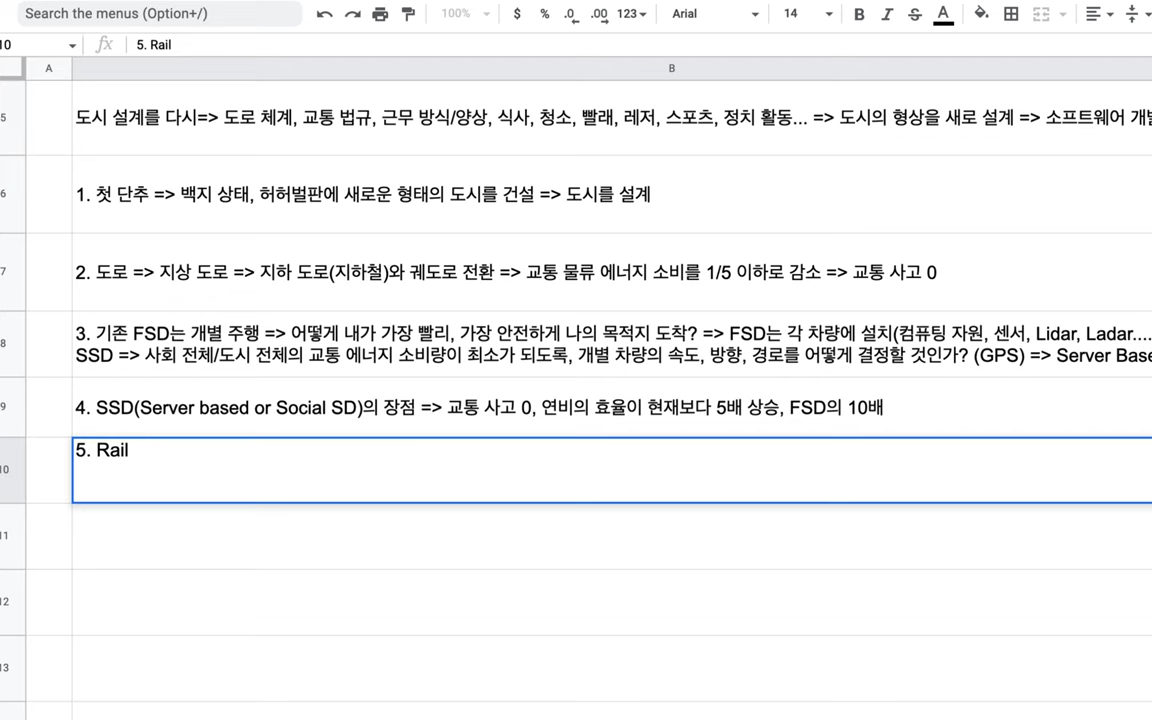 Search the menus (Option+/)
100%
$ % .0 .00 123
Arial
14
B I S A
10
fx 5. Rail
A B
5
도시 설계를 다시=> 도로 체계, 교통 법규, 근무 방식/양상, 식사, 청소, 빨래, 레저, 스포츠, 정치 활동... => 도시의 형상을 새로 설계 => 소프트웨어 개발
6
1. 첫 단추 => 백지 상태, 허허벌판에 새로운 형태의 도시를 건설 => 도시를 설계
7
2. 도로 => 지상 도로 => 지하 도로(지하철)와 궤도로 전환 => 교통 물류 에너지 소비를 1/5 이하로 감소 => 교통 사고 0
8
3. 기존 FSD는 개별 주행 => 어떻게 내가 가장 빨리, 가장 안전하게 나의 목적지 도착? => FSD는 각 차량에 설치(컴퓨팅 자원, 센서, Lidar, Ladar....
SSD => 사회 전체/도시 전체의 교통 에너지 소비량이 최소가 되도록, 개별 차량의 속도, 방향, 경로를 어떻게 결정할 것인가? (GPS) => Server Base
9
4. SSD(Server based or Social SD)의 장점 => 교통 사고 0, 연비의 효율이 현재보다 5배 상승, FSD의 10배
10
5. Rail
11
12
13